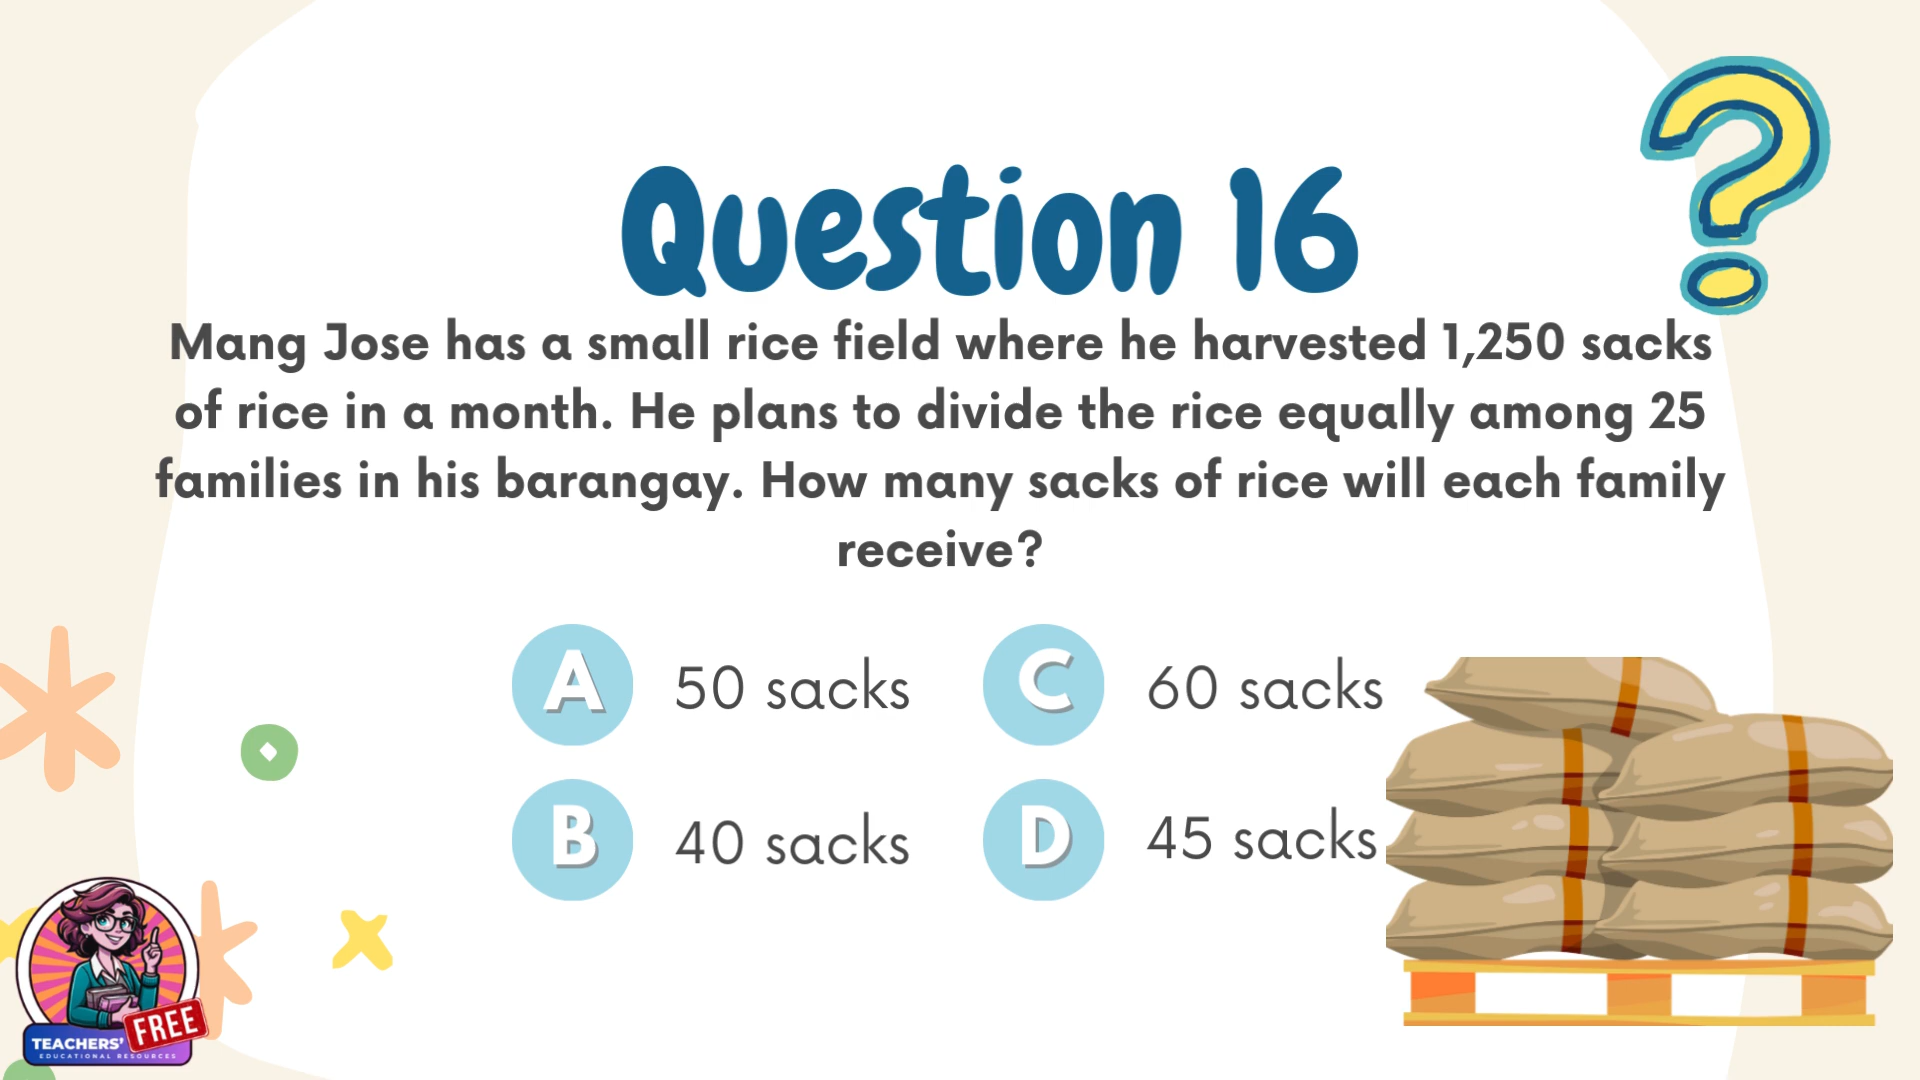 Question 16
Mang Jose has a small rice field where he harvested 1,250 sacks
of rice in a month. He plans to divide the rice equally among 25
families in his barangay. How many sacks of rice will each family
receive?
A 50 sacks
B 40 sacks
C 60 sacks
D 45 sacks
FREE
TEACHERS'
EDUCATIONAL RESOURCES